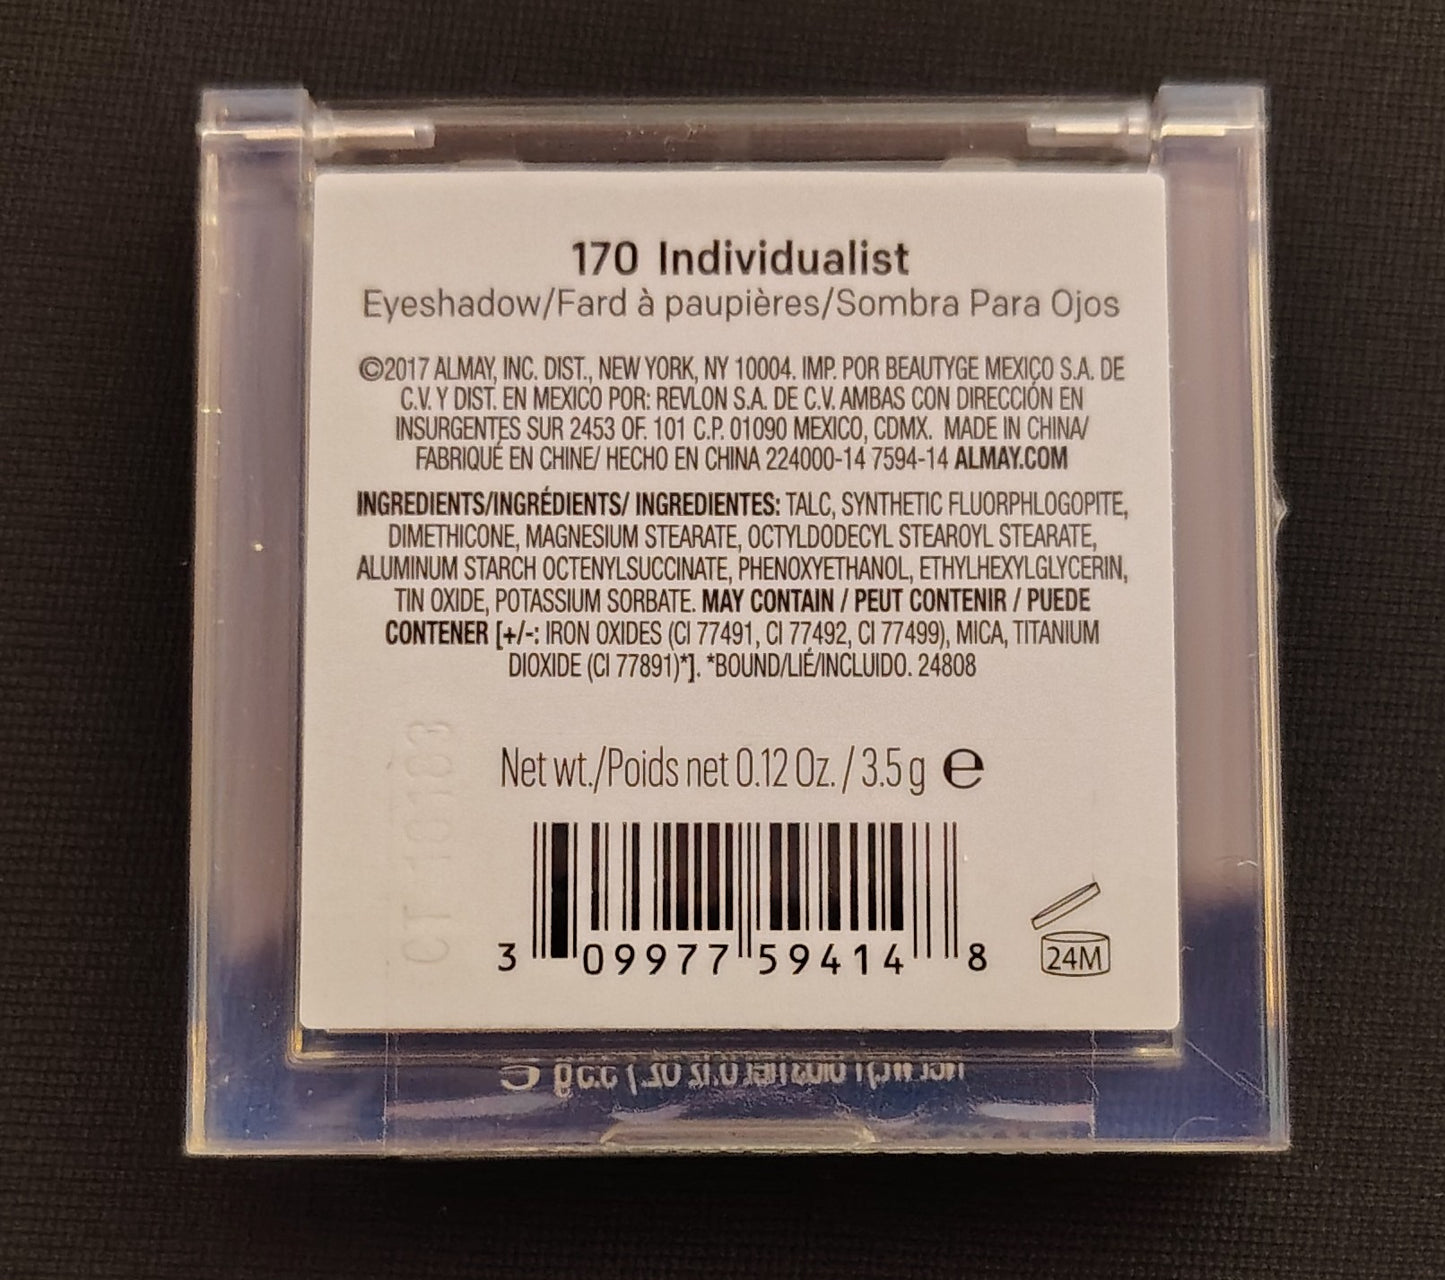 170 Individualist
Eyeshadow/Fard à paupières/Sombra Para Ojos
©2017 ALMAY, INC. DIST., NEW YORK, NY 10004. IMP. POR BEAUTYGE MEXICO S.A. DE
C.V. Y DIST. EN MEXICO POR: REVLON S.A. DE C.V. AMBAS CON DIRECCIÓN EN
INSURGENTES SUR 2453 OF. 101 C.P. 01090 MEXICO, CDMX. MADE IN CHINA/
FABRIQUÉ EN CHINE/ HECHO EN CHINA 224000-14 7594-14 ALMAY.COM
INGREDIENTS/INGRÉDIENTS/ INGREDIENTES: TALC, SYNTHETIC FLUORPHLOGOPITE,
DIMETHICONE, MAGNESIUM STEARATE, OCTYLDODECYL STEAROYL STEARATE,
ALUMINUM STARCH OCTENYLSUCCINATE, PHENOXYETHANOL, ETHYLHEXYLGLYCERIN,
TIN OXIDE, POTASSIUM SORBATE. MAY CONTAIN / PEUT CONTENIR / PUEDE
CONTENER [+/-: IRON OXIDES (CI 77491, CI 77492, CI 77499), MICA, TITANIUM
DIOXIDE (CI 77891)*]. *BOUND/LIÉ/INCLUIDO. 24808
Net wt./Poids net 0.12 Oz. / 3.5 g ℮
3 09977 59414 8
24M